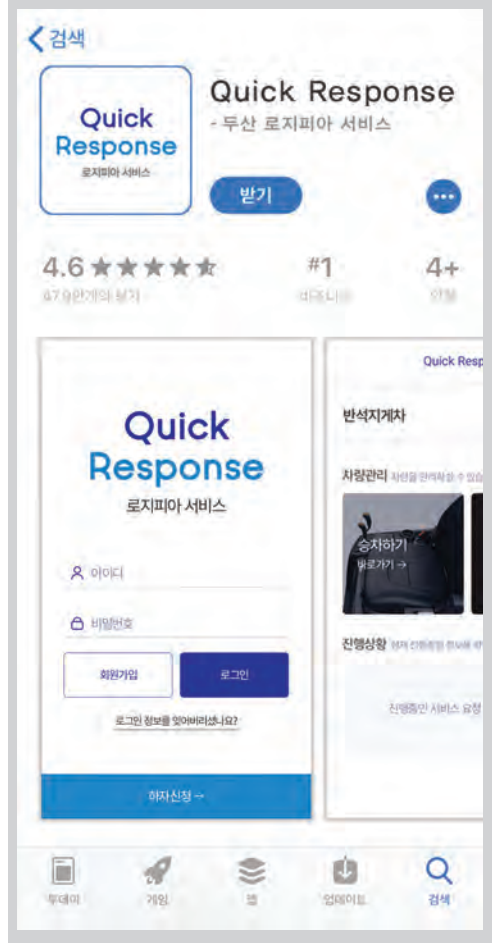 검색
Quick
Response
로지피아 서비스
Quick Response
- 두산 로지피아 서비스
받기
4.6
#1
4+
Quick
Response
로지피아 서비스
아이디
비밀번호
회원가입
로그인
로그인 정보를 잊어버리셨나요?
하자신청 →
Quick Resp
반석지게차
차량관리
승차하기
바로가기 →
진행상황
진행중인 서비스 요청
투데이
게임
앱
업데이트
검색